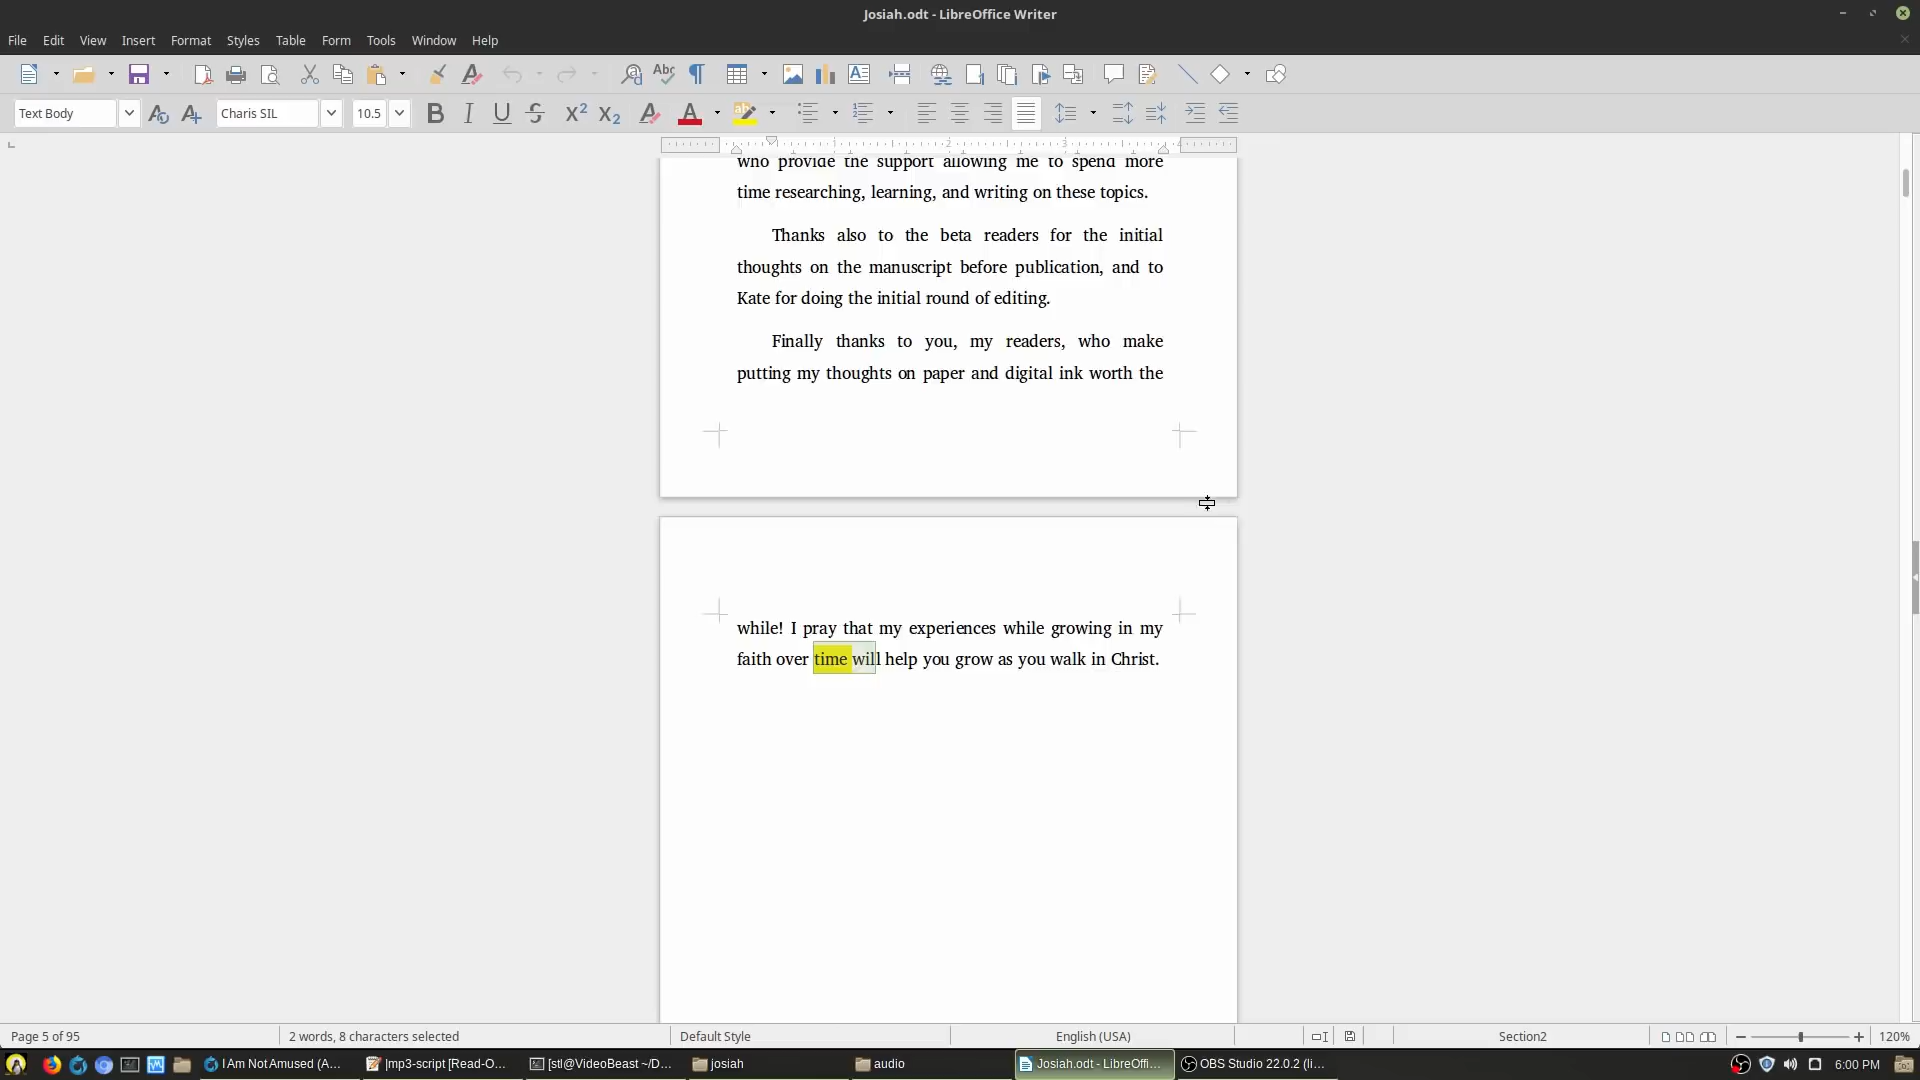 Josiah.odt - LibreOffice Writer
File Edit View Insert Format Styles Table Form Tools Window Help
Text Body Charis SIL 10.5
who provide the support allowing me to spend more
time researching, learning, and writing on these topics.
Thanks also to the beta readers for the initial
thoughts on the manuscript before publication, and to
Kate for doing the initial round of editing.
Finally thanks to you, my readers, who make
putting my thoughts on paper and digital ink worth the
while! I pray that my experiences while growing in my
faith over time will help you grow as you walk in Christ.
Page 5 of 95 2 words, 8 characters selected Default Style English (USA) Section2 120%
I Am Not Amused (A... |mp3-script [Read-O... [stl@VideoBeast ~/D... josiah audio Josiah.odt - LibreOffi... OBS Studio 22.0.2 (li... 6:00 PM